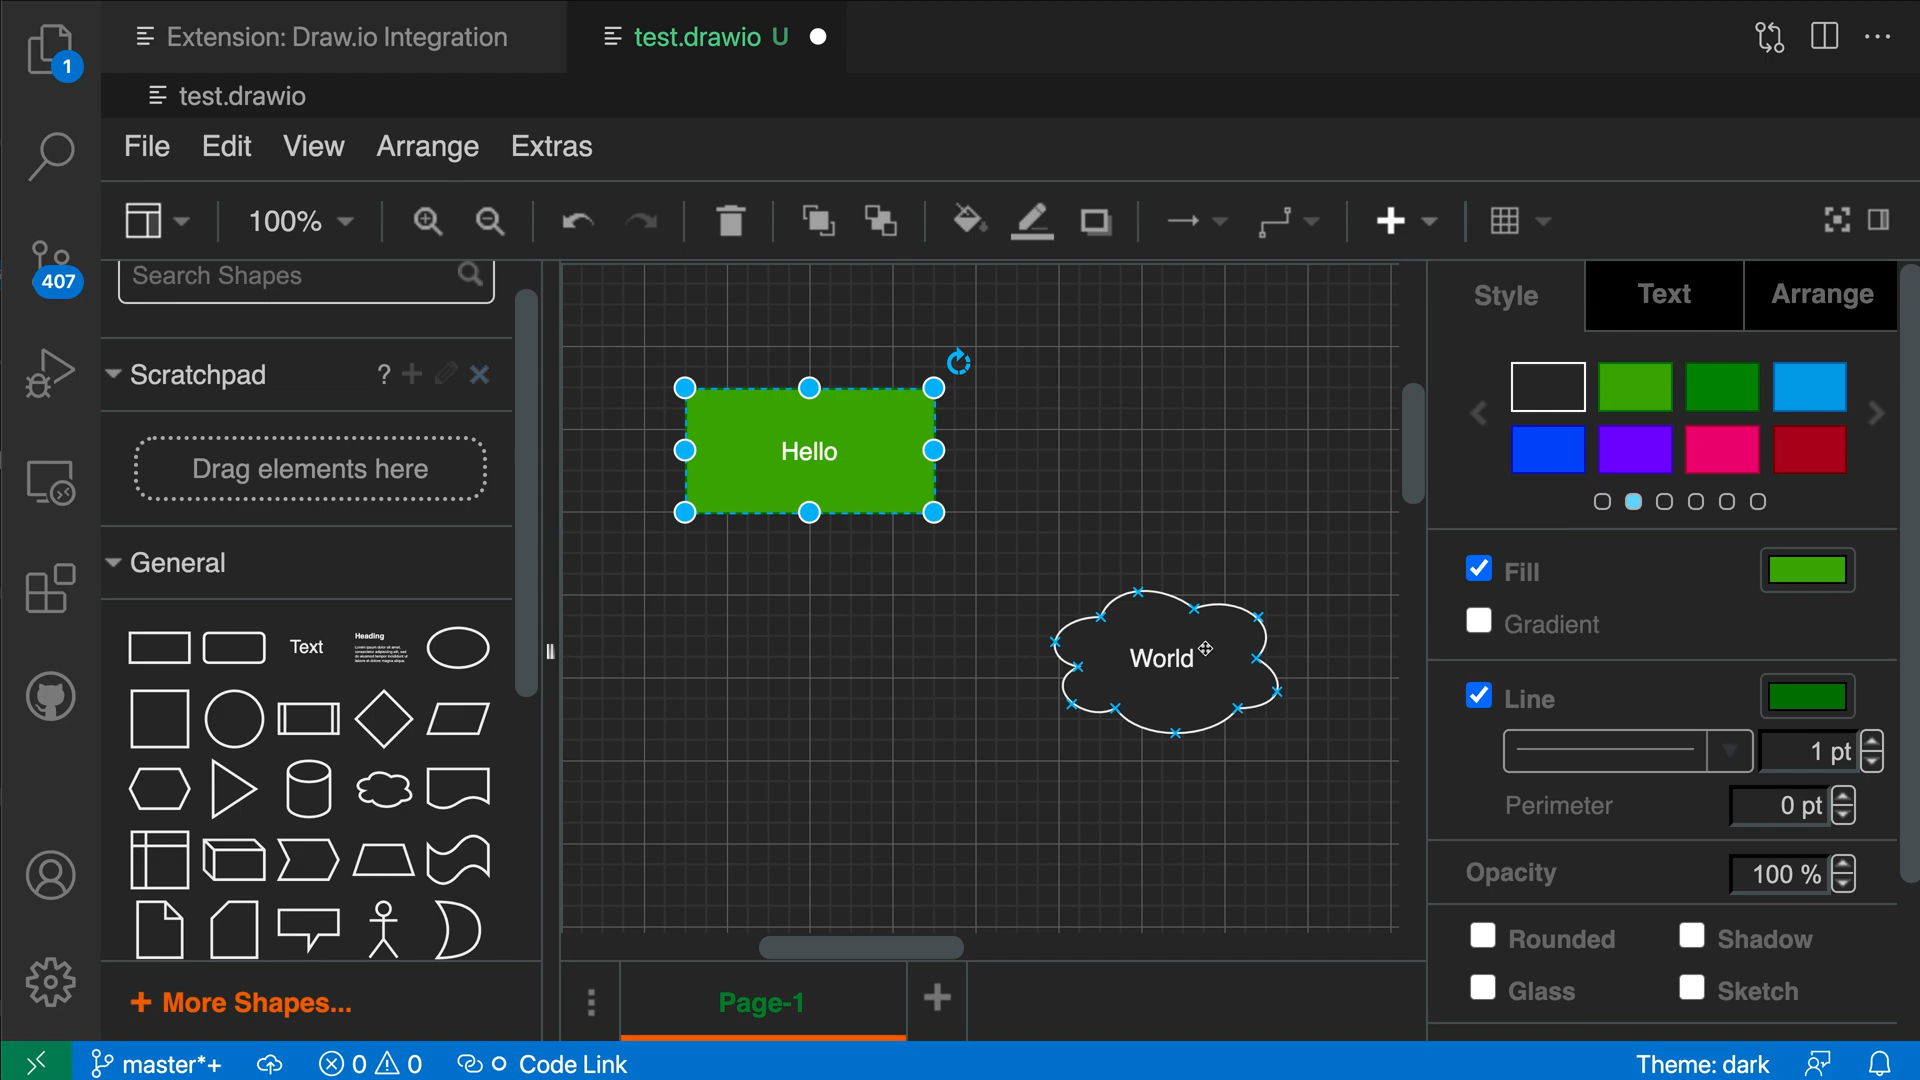 Extension: Draw.io Integration
test.drawio U
1
test.drawio
File Edit View Arrange Extras
100%
407
Search Shapes
Scratchpad ?
Drag elements here
General
Text
Heading
More Shapes...
Hello
World
Page-1
Style Text Arrange
Fill
Gradient
Line
1 pt
Perimeter 0 pt
Opacity 100 %
Rounded Shadow
Glass Sketch
master*+ 0 0 Code Link Theme: dark